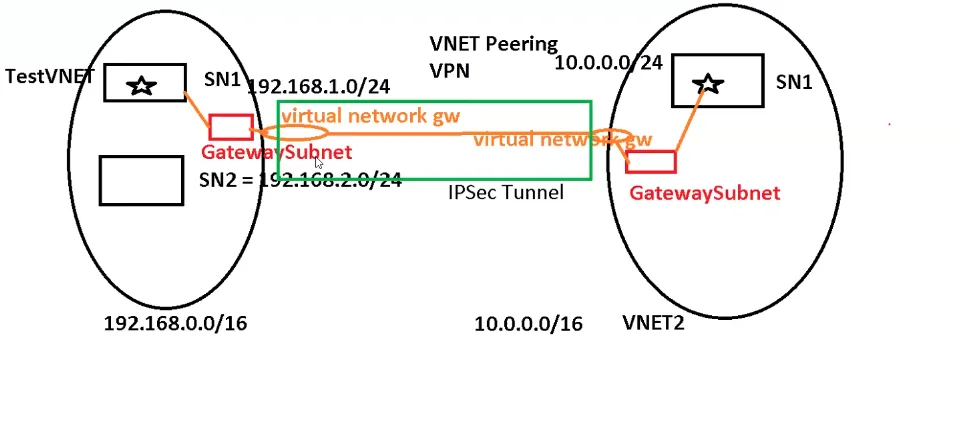 VNET Peering
VPN
10.0.0.0/24
TestVNET
SN1
192.168.1.0/24
SN1
virtual network gw
virtual network gw
GatewaySubnet
SN2 = 192.168.2.0/24
IPSec Tunnel
GatewaySubnet
192.168.0.0/16
10.0.0.0/16
VNET2